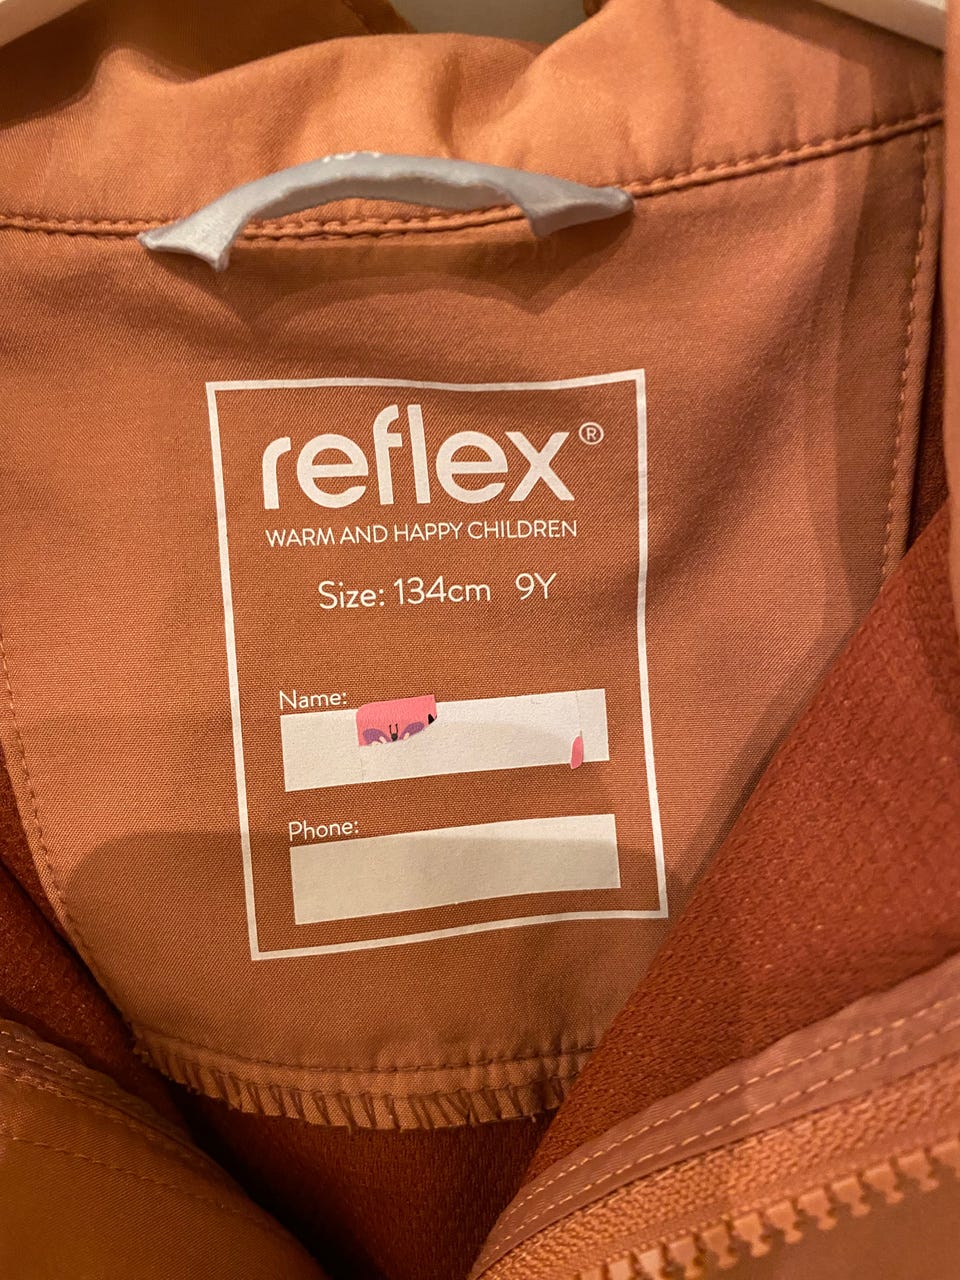 reflex®
WARM AND HAPPY CHILDREN
Size: 134cm 9Y
Name:
Phone: